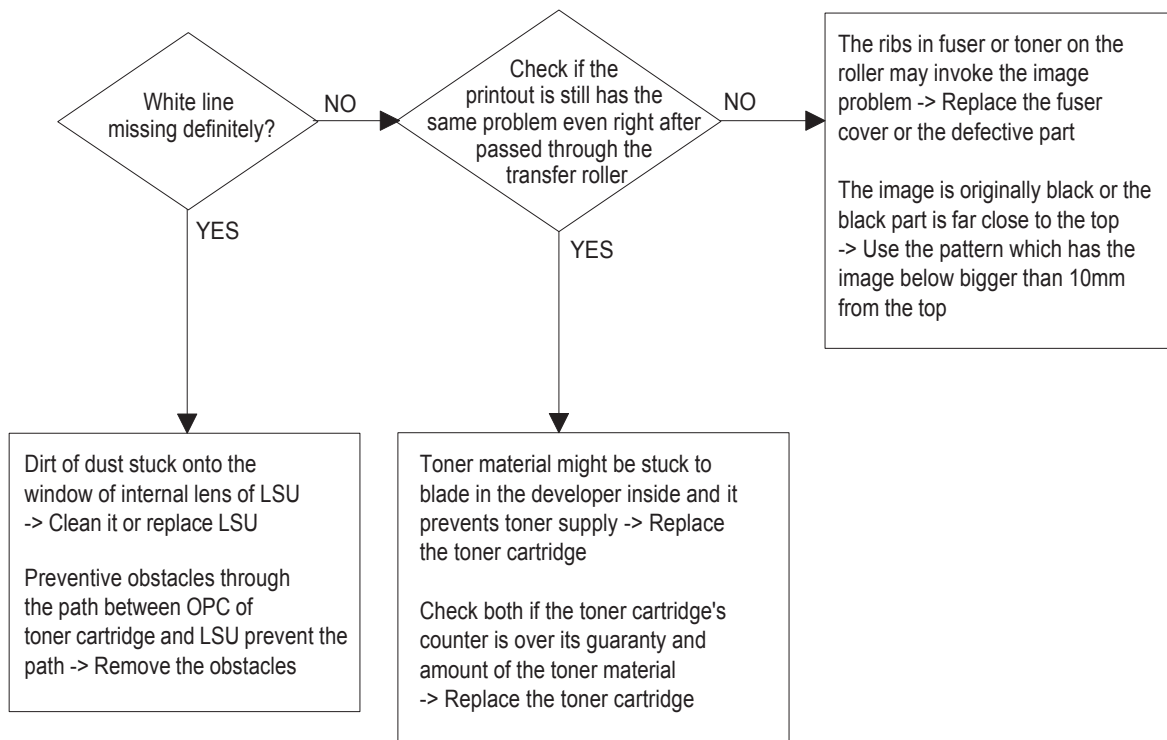 White line
missing definitely?
NO
YES
Check if the
printout is still has the
same problem even right after
passed through the
transfer roller
NO
YES
The ribs in fuser or toner on the
roller may invoke the image
problem -> Replace the fuser
cover or the defective part
The image is originally black or the
black part is far close to the top
-> Use the pattern which has the
image below bigger than 10mm
from the top
Dirt of dust stuck onto the
window of internal lens of LSU
-> Clean it or replace LSU
Preventive obstacles through
the path between OPC of
toner cartridge and LSU prevent the
path -> Remove the obstacles
Toner material might be stuck to
blade in the developer inside and it
prevents toner supply -> Replace
the toner cartridge
Check both if the toner cartridge's
counter is over its guaranty and
amount of the toner material
-> Replace the toner cartridge